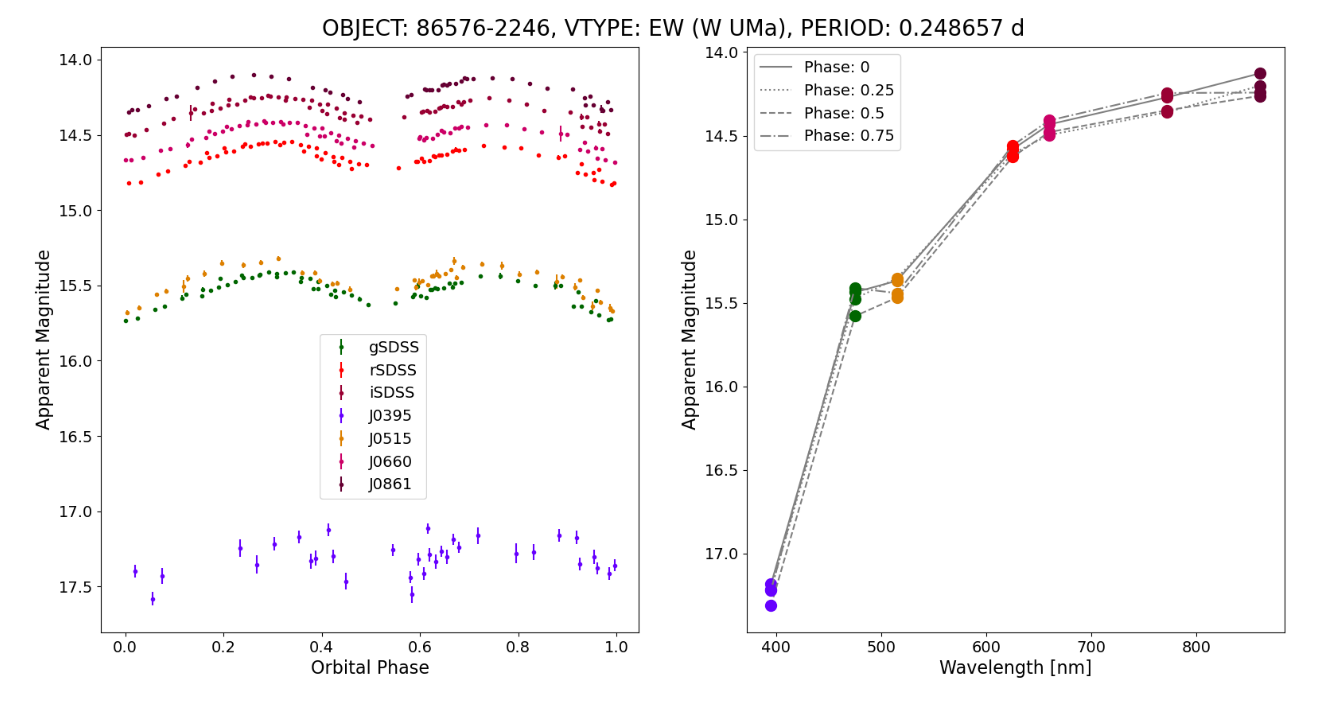 OBJECT: 86576-2246, VTYPE: EW (W UMa), PERIOD: 0.248657 d
14.0
14.5
15.0
15.5
16.0
16.5
17.0
17.5
Apparent Magnitude
gSDSS
rSDSS
iSDSS
J0395
J0515
J0660
J0861
0.0 0.2 0.4 0.6 0.8 1.0
Orbital Phase
14.0
14.5
15.0
15.5
16.0
16.5
17.0
Apparent Magnitude
Phase: 0
Phase: 0.25
Phase: 0.5
Phase: 0.75
400 500 600 700 800
Wavelength [nm]